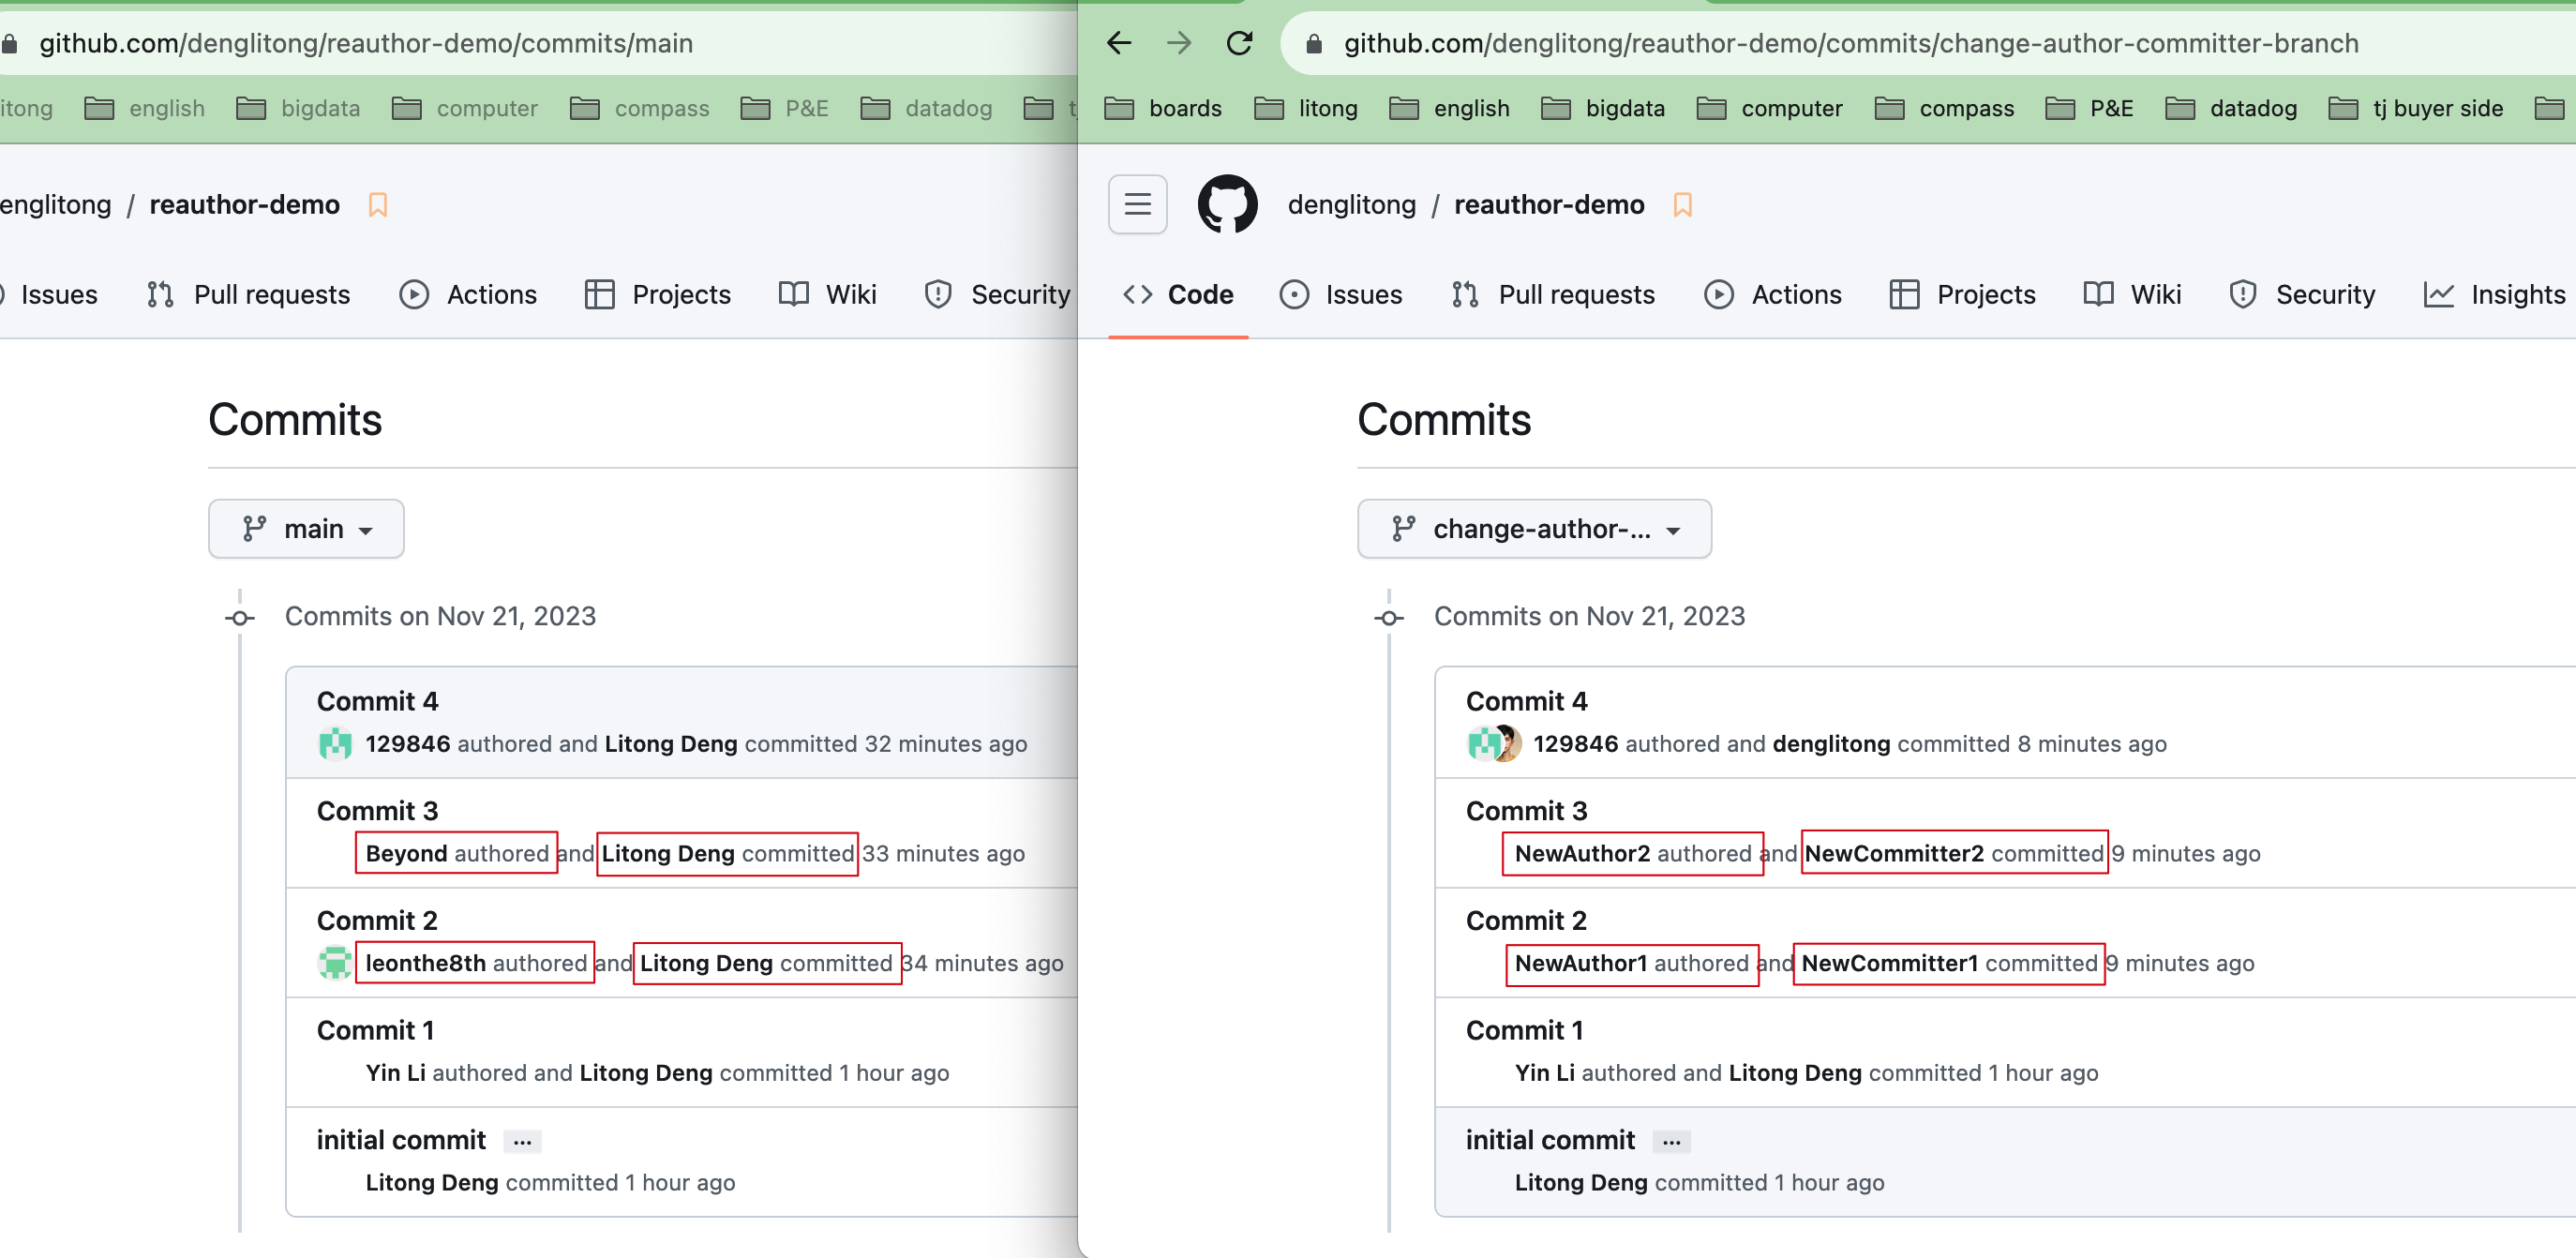 github.com/denglitong/reauthor-demo/commits/main
itong english bigdata computer compass P&E datadog
englitong / reauthor-demo
Issues Pull requests Actions Projects Wiki Security
Commits
main
Commits on Nov 21, 2023
Commit 4
129846 authored and Litong Deng committed 32 minutes ago
Commit 3
Beyond authored and Litong Deng committed 33 minutes ago
Commit 2
leonthe8th authored and Litong Deng committed 34 minutes ago
Commit 1
Yin Li authored and Litong Deng committed 1 hour ago
initial commit ...
Litong Deng committed 1 hour ago
github.com/denglitong/reauthor-demo/commits/change-author-committer-branch
boards litong english bigdata computer compass P&E datadog tj buyer side
denglitong / reauthor-demo
Code Issues Pull requests Actions Projects Wiki Security Insights
Commits
change-author-...
Commits on Nov 21, 2023
Commit 4
129846 authored and denglitong committed 8 minutes ago
Commit 3
NewAuthor2 authored and NewCommitter2 committed 9 minutes ago
Commit 2
NewAuthor1 authored and NewCommitter1 committed 9 minutes ago
Commit 1
Yin Li authored and Litong Deng committed 1 hour ago
initial commit ...
Litong Deng committed 1 hour ago